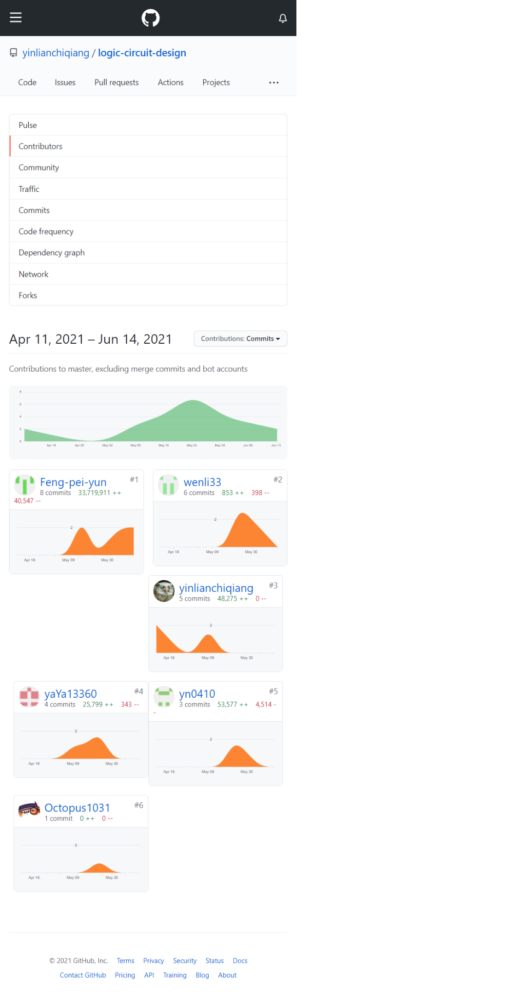 yinlianchiqiang / logic-circuit-design
Code Issues Pull requests Actions Projects
Pulse
Contributors
Community
Traffic
Commits
Code frequency
Dependency graph
Network
Forks
Apr 11, 2021 – Jun 14, 2021
Contributions: Commits
Contributions to master, excluding merge commits and bot accounts
8
6
4
2
0
Apr 18 Apr 25 May 02 May 09 May 16 May 23 May 30 Jun 06 Jun 13
Feng-pei-yun #1
8 commits 33,719,911 ++
40,547 --
2
Apr 18 May 09 May 30
wenli33 #2
6 commits 853 ++ 398 --
2
Apr 18 May 09 May 30
yinlianchiqiang #3
5 commits 48,275 ++ 0 --
2
Apr 18 May 09 May 30
yaYa13360 #4
4 commits 25,799 ++ 343 --
2
Apr 18 May 09 May 30
yn0410 #5
3 commits 53,577 ++ 4,514 -
-
2
Apr 18 May 09 May 30
Octopus1031 #6
1 commit 0 ++ 0 --
2
Apr 18 May 09 May 30
© 2021 GitHub, Inc. Terms Privacy Security Status Docs
Contact GitHub Pricing API Training Blog About